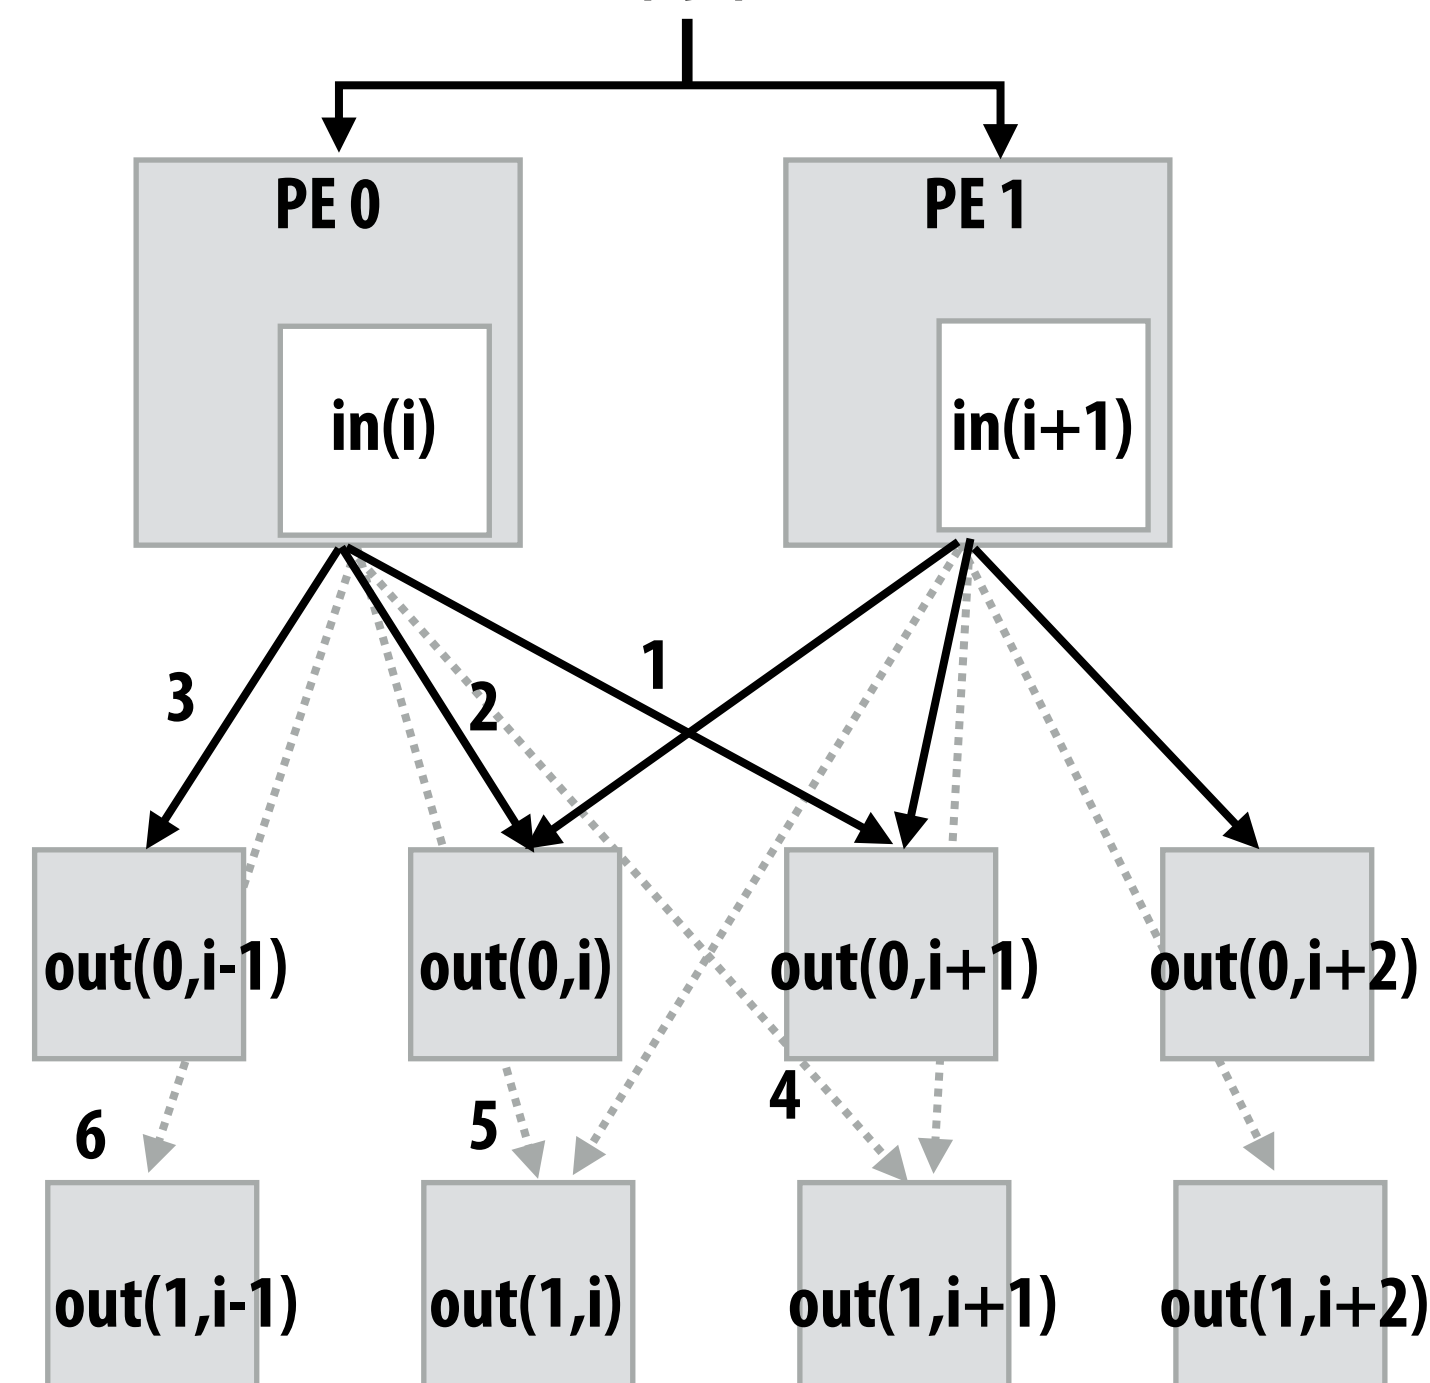 PE 0
PE 1
in(i)
in(i+1)
1
3
2
out(0,i-1)
out(0,i)
out(0,i+1)
out(0,i+2)
4
5
6
out(1,i-1)
out(1,i)
out(1,i+1)
out(1,i+2)